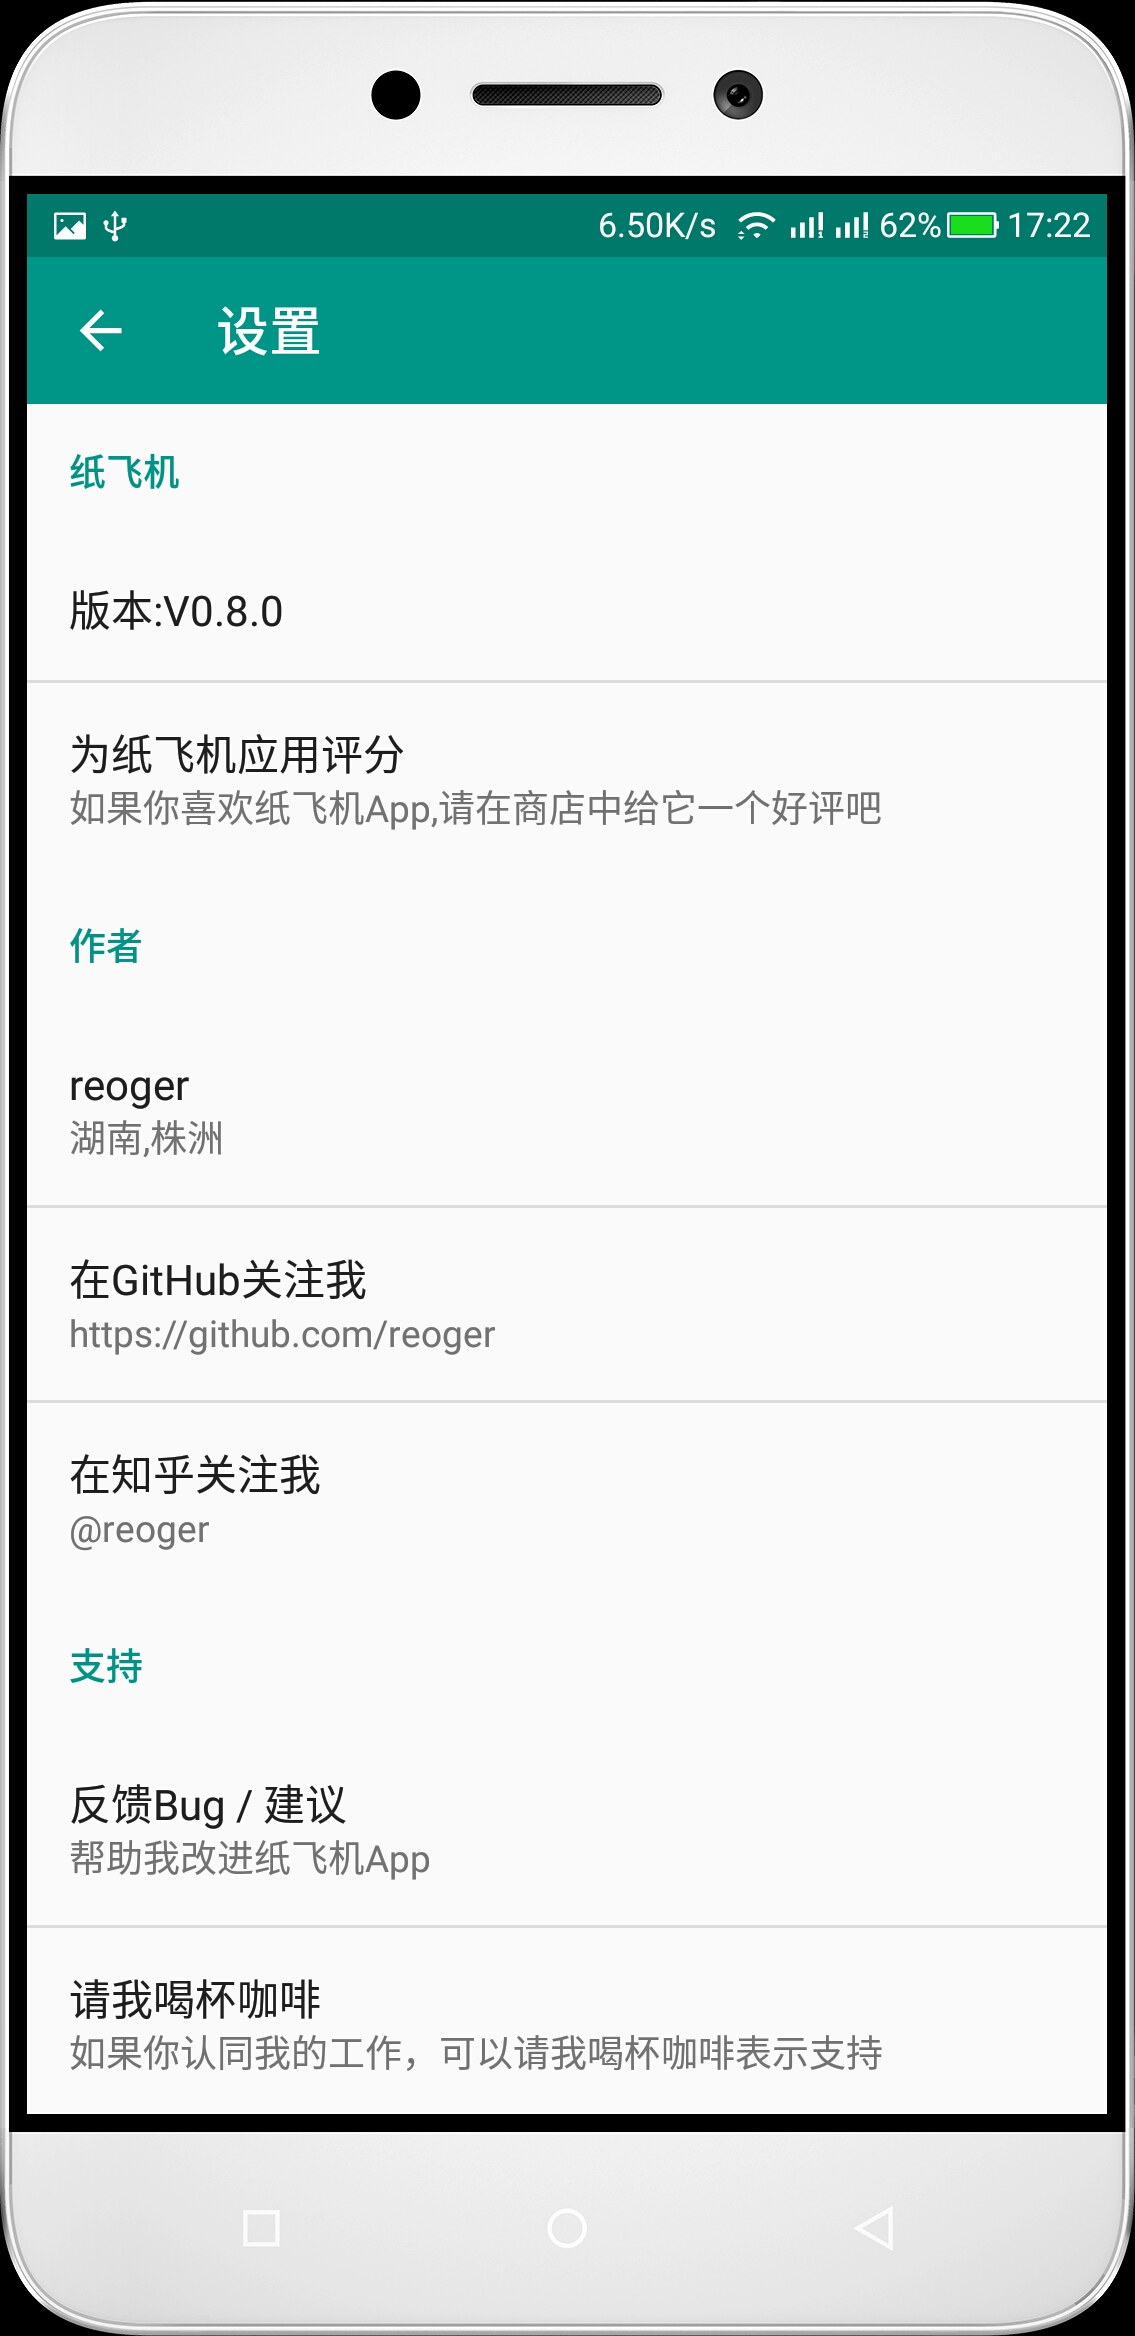 6.50K/s 62% 17:22
设置
纸飞机
版本:V0.8.0
为纸飞机应用评分
如果你喜欢纸飞机App,请在商店中给它一个好评吧
作者
reoger
湖南,株洲
在GitHub关注我
https://github.com/reoger
在知乎关注我
@reoger
支持
反馈Bug / 建议
帮助我改进纸飞机App
请我喝杯咖啡
如果你认同我的工作，可以请我喝杯咖啡表示支持